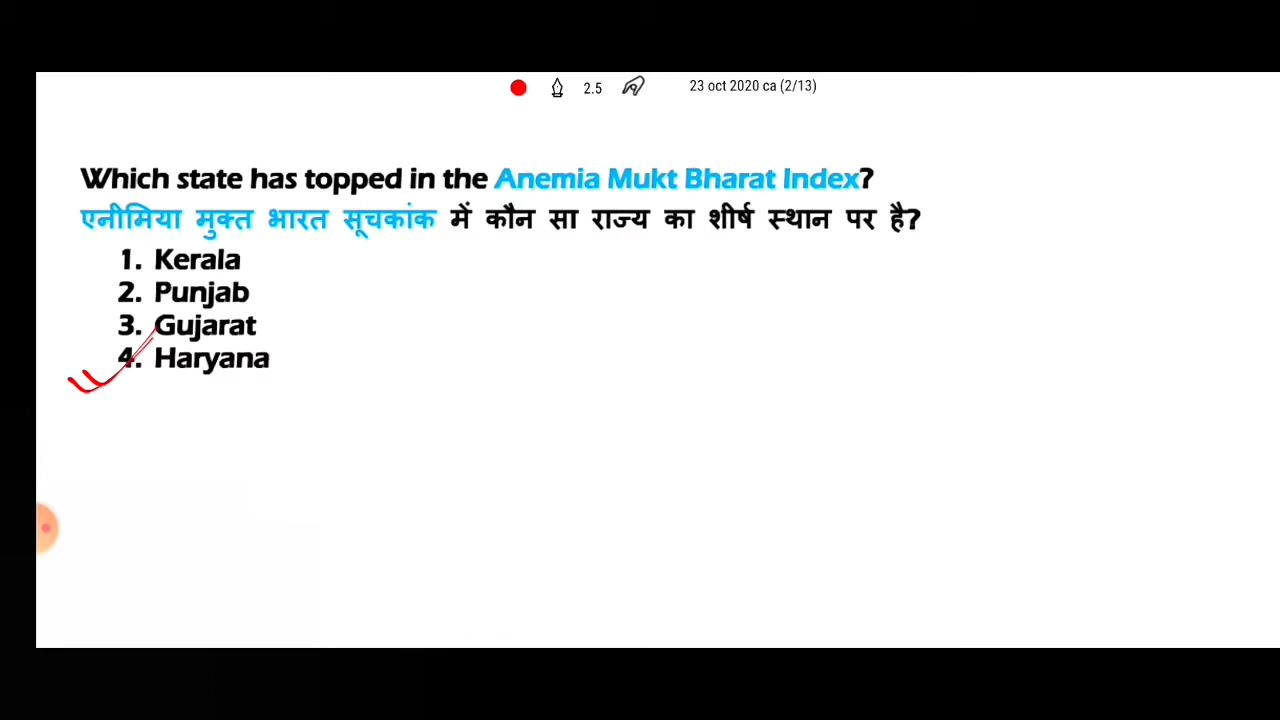 2.5 23 oct 2020 ca (2/13)
Which state has topped in the Anemia Mukt Bharat Index?
एनीमिया मुक्त भारत सूचकांक में कौन सा राज्य का शीर्ष स्थान पर है?
1. Kerala
2. Punjab
3. Gujarat
4. Haryana